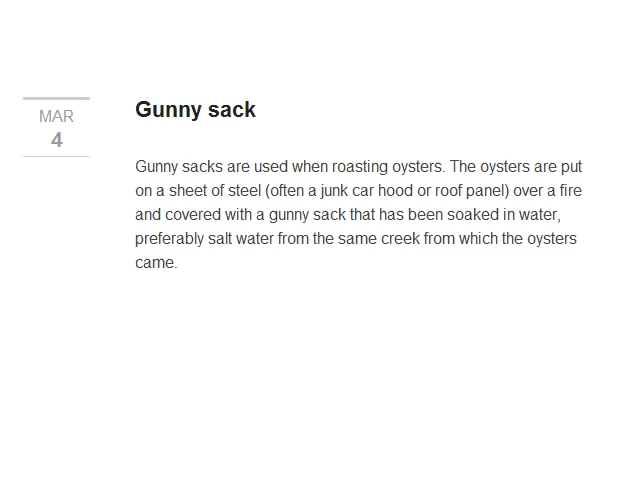 MAR
4
Gunny sack
Gunny sacks are used when roasting oysters. The oysters are put
on a sheet of steel (often a junk car hood or roof panel) over a fire
and covered with a gunny sack that has been soaked in water,
preferably salt water from the same creek from which the oysters
came.